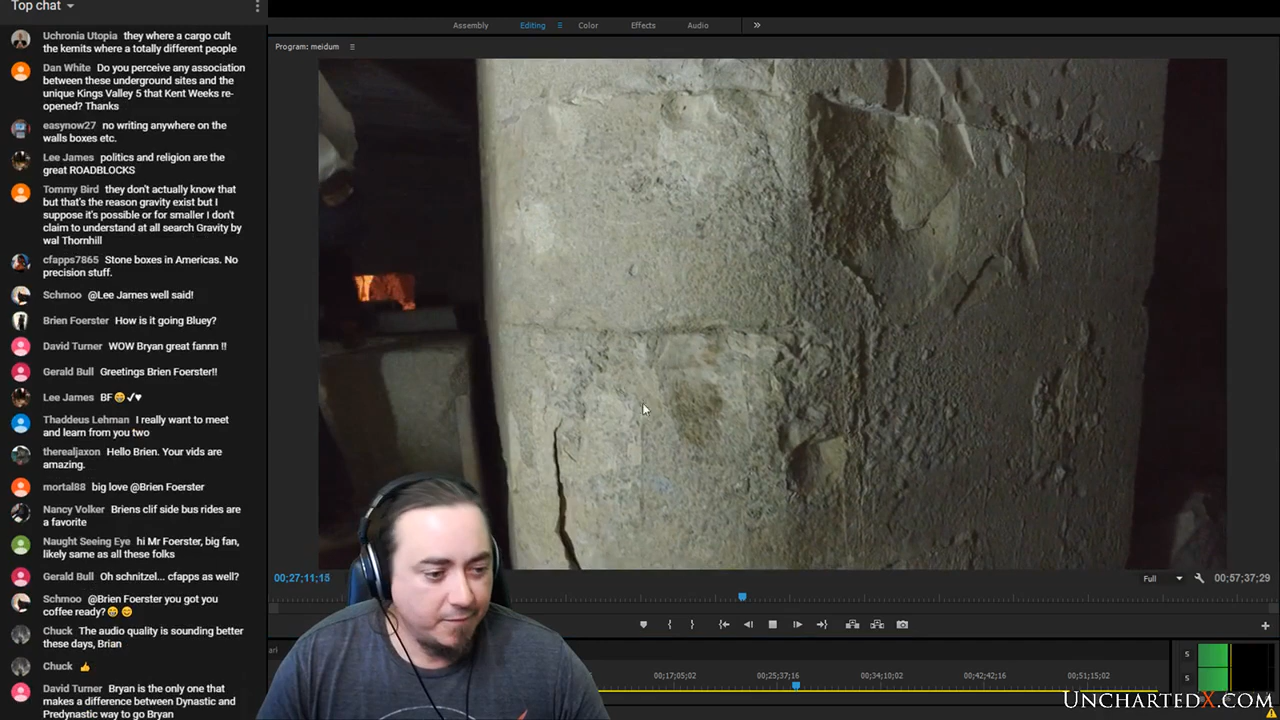 Top chat
Uchronia Utopia they where a cargo cult
the kermits where a totally different people
Dan White Do you perceive any association
between these underground sites and the
unique Kings Valley 5 that Kent Weeks re-
opened? Thanks
easynow27 no writing anywhere on the
walls boxes etc.
Lee James politics and religion are the
great ROADBLOCKS
Tommy Bird they don't actually know that
but that's the reason gravity exist but I
suppose it's possible or for smaller I don't
claim to understand at all search Gravity by
wal Thornhill
cfapps7865 Stone boxes in Americas. No
precision stuff.
Schmoo @Lee James well said!
Brien Foerster How is it going Bluey?
David Turner WOW Bryan great fannn !!
Gerald Bull Greetings Brien Foerster!!
Lee James BF😄✓♥
Thaddeus Lehman I really want to meet
and learn from you two
therealjaxon Hello Brien. Your vids are
amazing.
mortal88 big love @Brien Foerster
Nancy Volker Briens clif side bus rides are
a favorite
Naught Seeing Eye hi Mr Foerster, big fan,
likely same as all these folks
Gerald Bull Oh schnitzel... cfapps as well?
Schmoo @Brien Foerster you got you
coffee ready?😄😊
Chuck The audio quality is sounding better
these days, Brian
Chuck 👍
David Turner Bryan is the only one that
makes a difference between Dynastic and
Predynastic way to go Bryan
Assembly Editing Color Effects Audio
Program: meidum
00;27;11;15 Full 00;57;37;29
00;17;05;02 00;25;37;16 00;34;10;02 00;42;42;16 00;51;15;02
5
5
UNCHARTEDX.COM